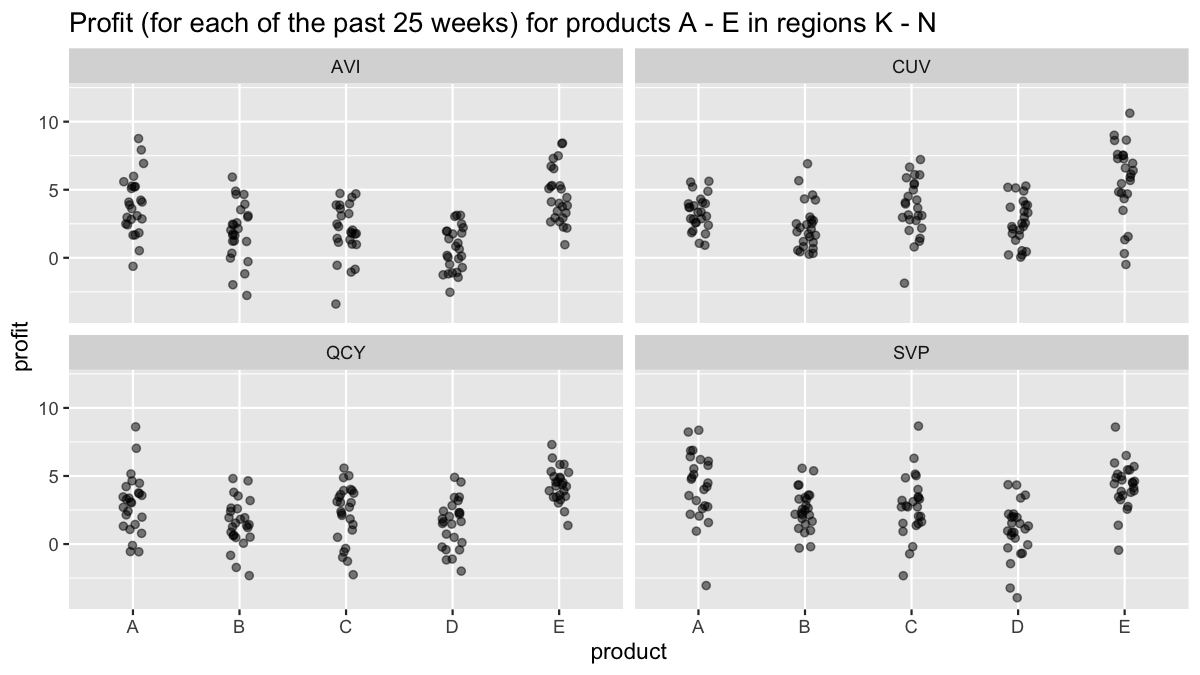 Profit (for each of the past 25 weeks) for products A - E in regions K - N
AVI
CUV
10
5
0
profit
QCY
SVP
10
5
0
A B C D E
A B C D E
product